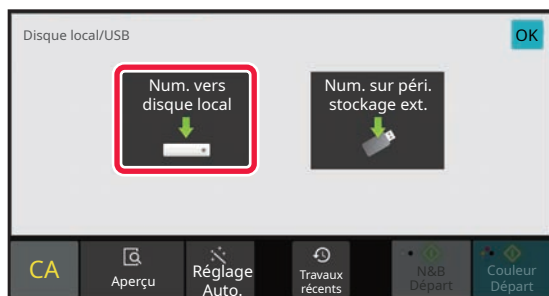 Disque local/USB
OK
Num. vers
disque local
Num. sur péri.
stockage ext.
CA
Aperçu
Réglage
Auto.
Travaux
récents
N&B
Départ
Couleur
Départ